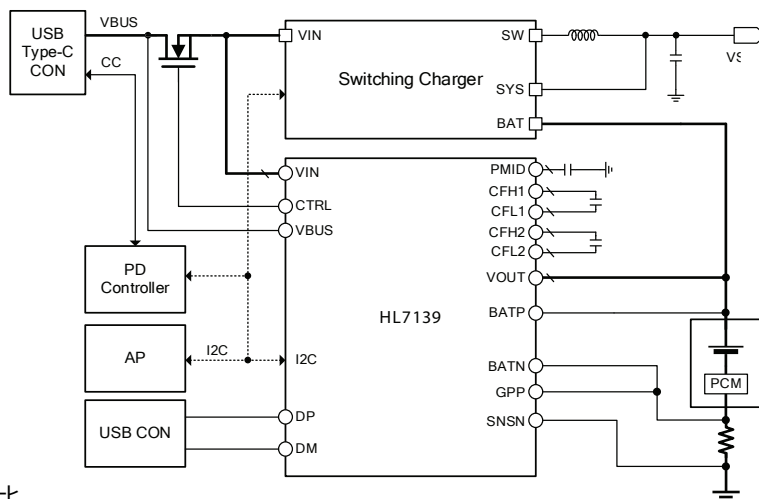 USB
Type-C
CON
VBUS
CC
VIN
Switching Charger
SW
SYS
BAT
VIN
CTRL
VBUS
I2C
DP
DM
HL7139
PMID
CFH1
CFL1
CFH2
CFL2
VOUT
BATP
BATN
GPP
SNSN
PD
Controller
AP
I2C
USB CON
PCM